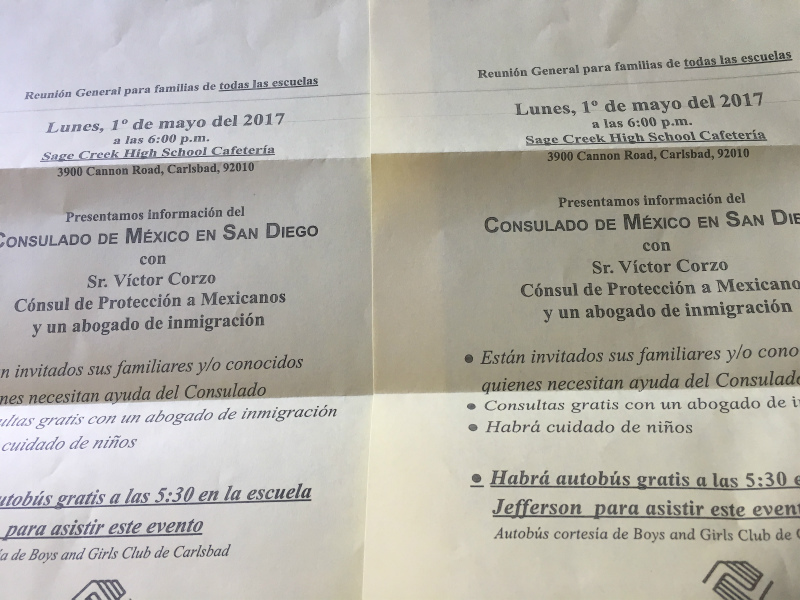 Reunión General para familias de todas las escuelas
Lunes, 1º de mayo del 2017
a las 6:00 p.m.
Sage Creek High School Cafetería
3900 Cannon Road, Carlsbad, 92010
Presentamos información del
CONSULADO DE MÉXICO EN SAN DIEGO
con
Sr. Víctor Corzo
Cónsul de Protección a Mexicanos
y un abogado de inmigración
invitados sus familiares y/o conocidos
necesitan ayuda del Consulado
gratis con un abogado de inmigración
cuidado de niños
gratis a las 5:30 en la escuela
para asistir este evento
de Boys and Girls Club de Carlsbad
Reunión General para familias de todas las escuelas
Lunes, 1º de mayo del 2017
a las 6:00 p.m.
Sage Creek High School Cafetería
3900 Cannon Road, Carlsbad, 92010
Presentamos información del
CONSULADO DE MÉXICO EN SAN
con
Sr. Víctor Corzo
Cónsul de Protección a Mexicanos
y un abogado de inmigración
• Están invitados sus familiares y/o
quienes necesitan ayuda del Consulado
• Consultas gratis con un abogado de
• Habrá cuidado de niños
• Habrá autobús gratis a las 5:30
Jefferson para asistir este
Autobús cortesía de Boys and Girls Club de